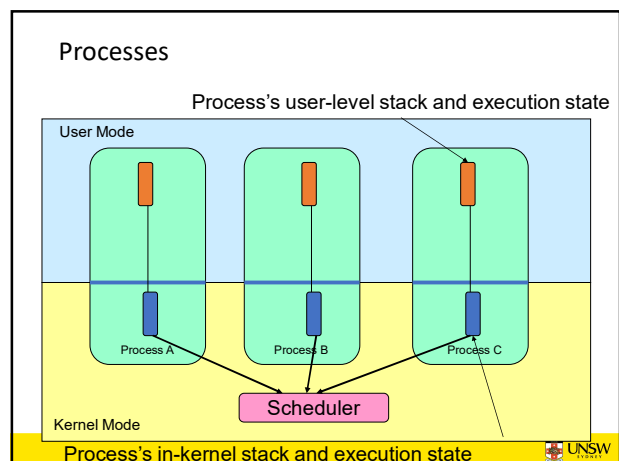 Processes
Process’s user-level stack and execution state
User Mode
Process A
Process B
Process C
Scheduler
Kernel Mode
Process’s in-kernel stack and execution state
UNSW
SYDNEY